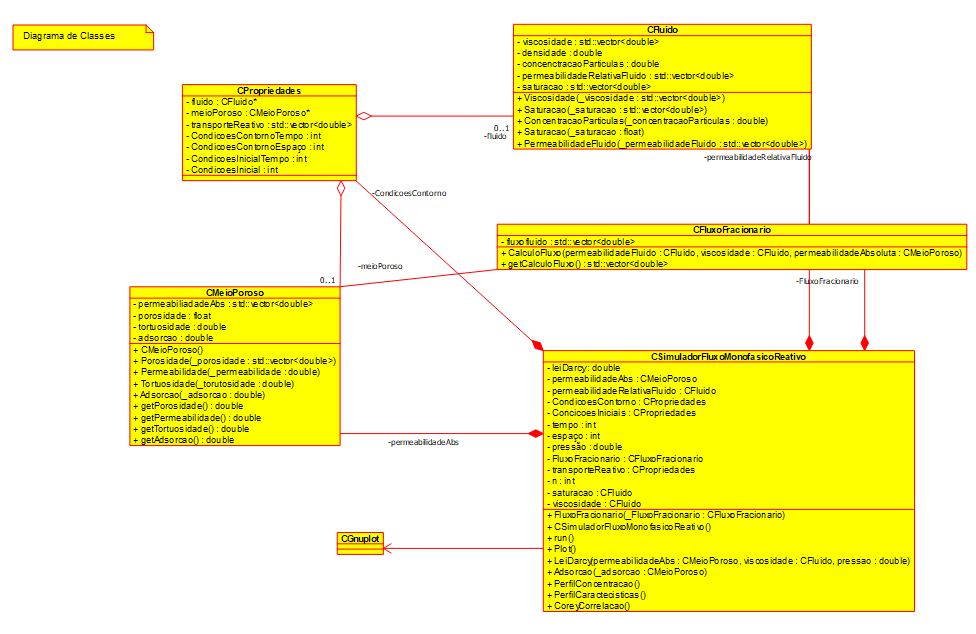 Diagrama de Classes
CFluido
- viscosidade : std::vector<double>
- densidade : double
- concenctracaoParticulas : double
- permeabilidadeRelativaFluido : std::vector<double>
- saturacao : std::vector<double>
+ Viscosidade(_viscosidade : std::vector<double>)
+ Saturacao(_saturacao : std::vector<double>)
+ ConcentracaoParticulas(_concentracaoParticulas : double)
+ Saturacao(_saturacao : float)
+ PermeabilidadeFluido(_permeabilidadeFluido : std::vector<double>)
CPropriedades
- fluido : CFluido*
- meioPoroso : CMeioPoroso*
- transporteReativo : std::vector<double>
- CondicoesContornoTempo : int
- CondicoesContornoEspaço : int
- CondicoesInicialTempo : int
- CondicoesInicial : int
0..1
-fluido
-permeabilidadeRelativaFluido
-CondicoesContorno
CFluxoFracionario
- fluxofluido : std::vector<double>
+ CalculoFluxo(permeabilidadeFluido : CFluido, viscosidade : CFluido, permeabilidadeAbsoluta : CMeioPoroso)
+ getCalculoFluxo() : std::vector<double>
-meioPoroso
0..1
-FluxoFracionario
CMeioPoroso
- permeabiliadadeAbs : std::vector<double>
- porosidade : float
- tortuosidade : double
- adsorcao : double
+ CMeioPoroso()
+ Porosidade(_porosidade : std::vector<double>)
+ Permeabilidade(_permeabilidade : double)
+ Tortuosidade(_torutosidade : double)
+ Adsorcao(_adsorcao : double)
+ getPorosidade() : double
+ getPermeabilidade() : double
+ getTortuosidade() : double
+ getAdsorcao() : double
-permeabilidadeAbs
CSimuladorFluxoMonofasicoReativo
- leiDarcy: double
- permeabilidadeAbs : CMeioPoroso
- permeabilidadeRelativaFluido : CFluido
- CondicoesContorno : CPropriedades
- ConcicoesIniciais : CPropriedades
- tempo : int
- espaço : int
- pressão : double
- FluxoFracionario : CFluxoFracionario
- transporteReativo : CPropriedades
- n : int
- saturacao : CFluido
- viscosidade : CFluido
+ FluxoFracionario(_FluxoFracionario : CFluxoFracionario)
+ CSimuladorFluxoMonofasicoReativo()
+ run()
+ Plot()
+ LeiDarcy(permeabilidadeAbs : CMeioPoroso, viscosidade : CFluido, pressao : double)
+ Adsorcao(_adsorcao : CMeioPoroso)
+ PerfilConcentracao()
+ PerfilCaractecisticas()
+ CoreyCorrelacao()
CGnuplot